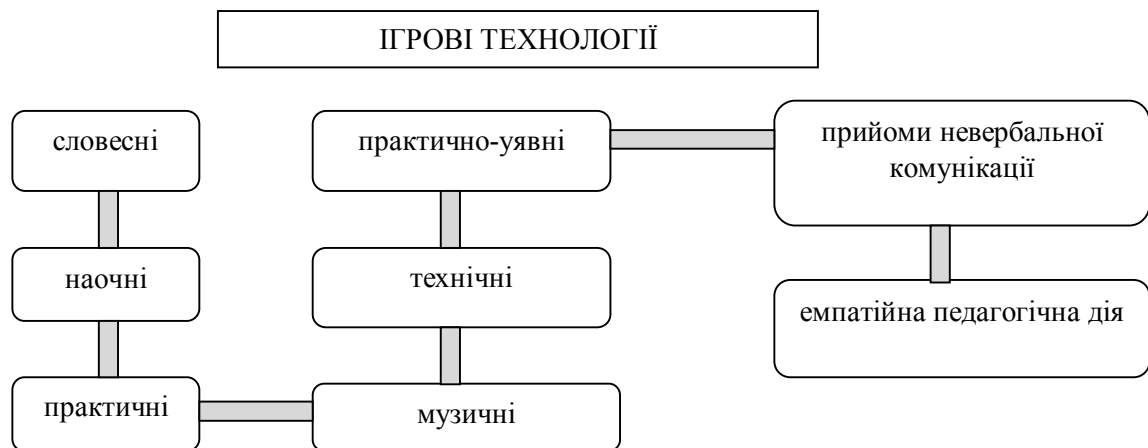 ІГРОВІ ТЕХНОЛОГІЇ
словесні
наочні
практичні
музичні
технічні
практично-уявні
прийоми невербальної
комунікації
емпатійна педагогічна дія